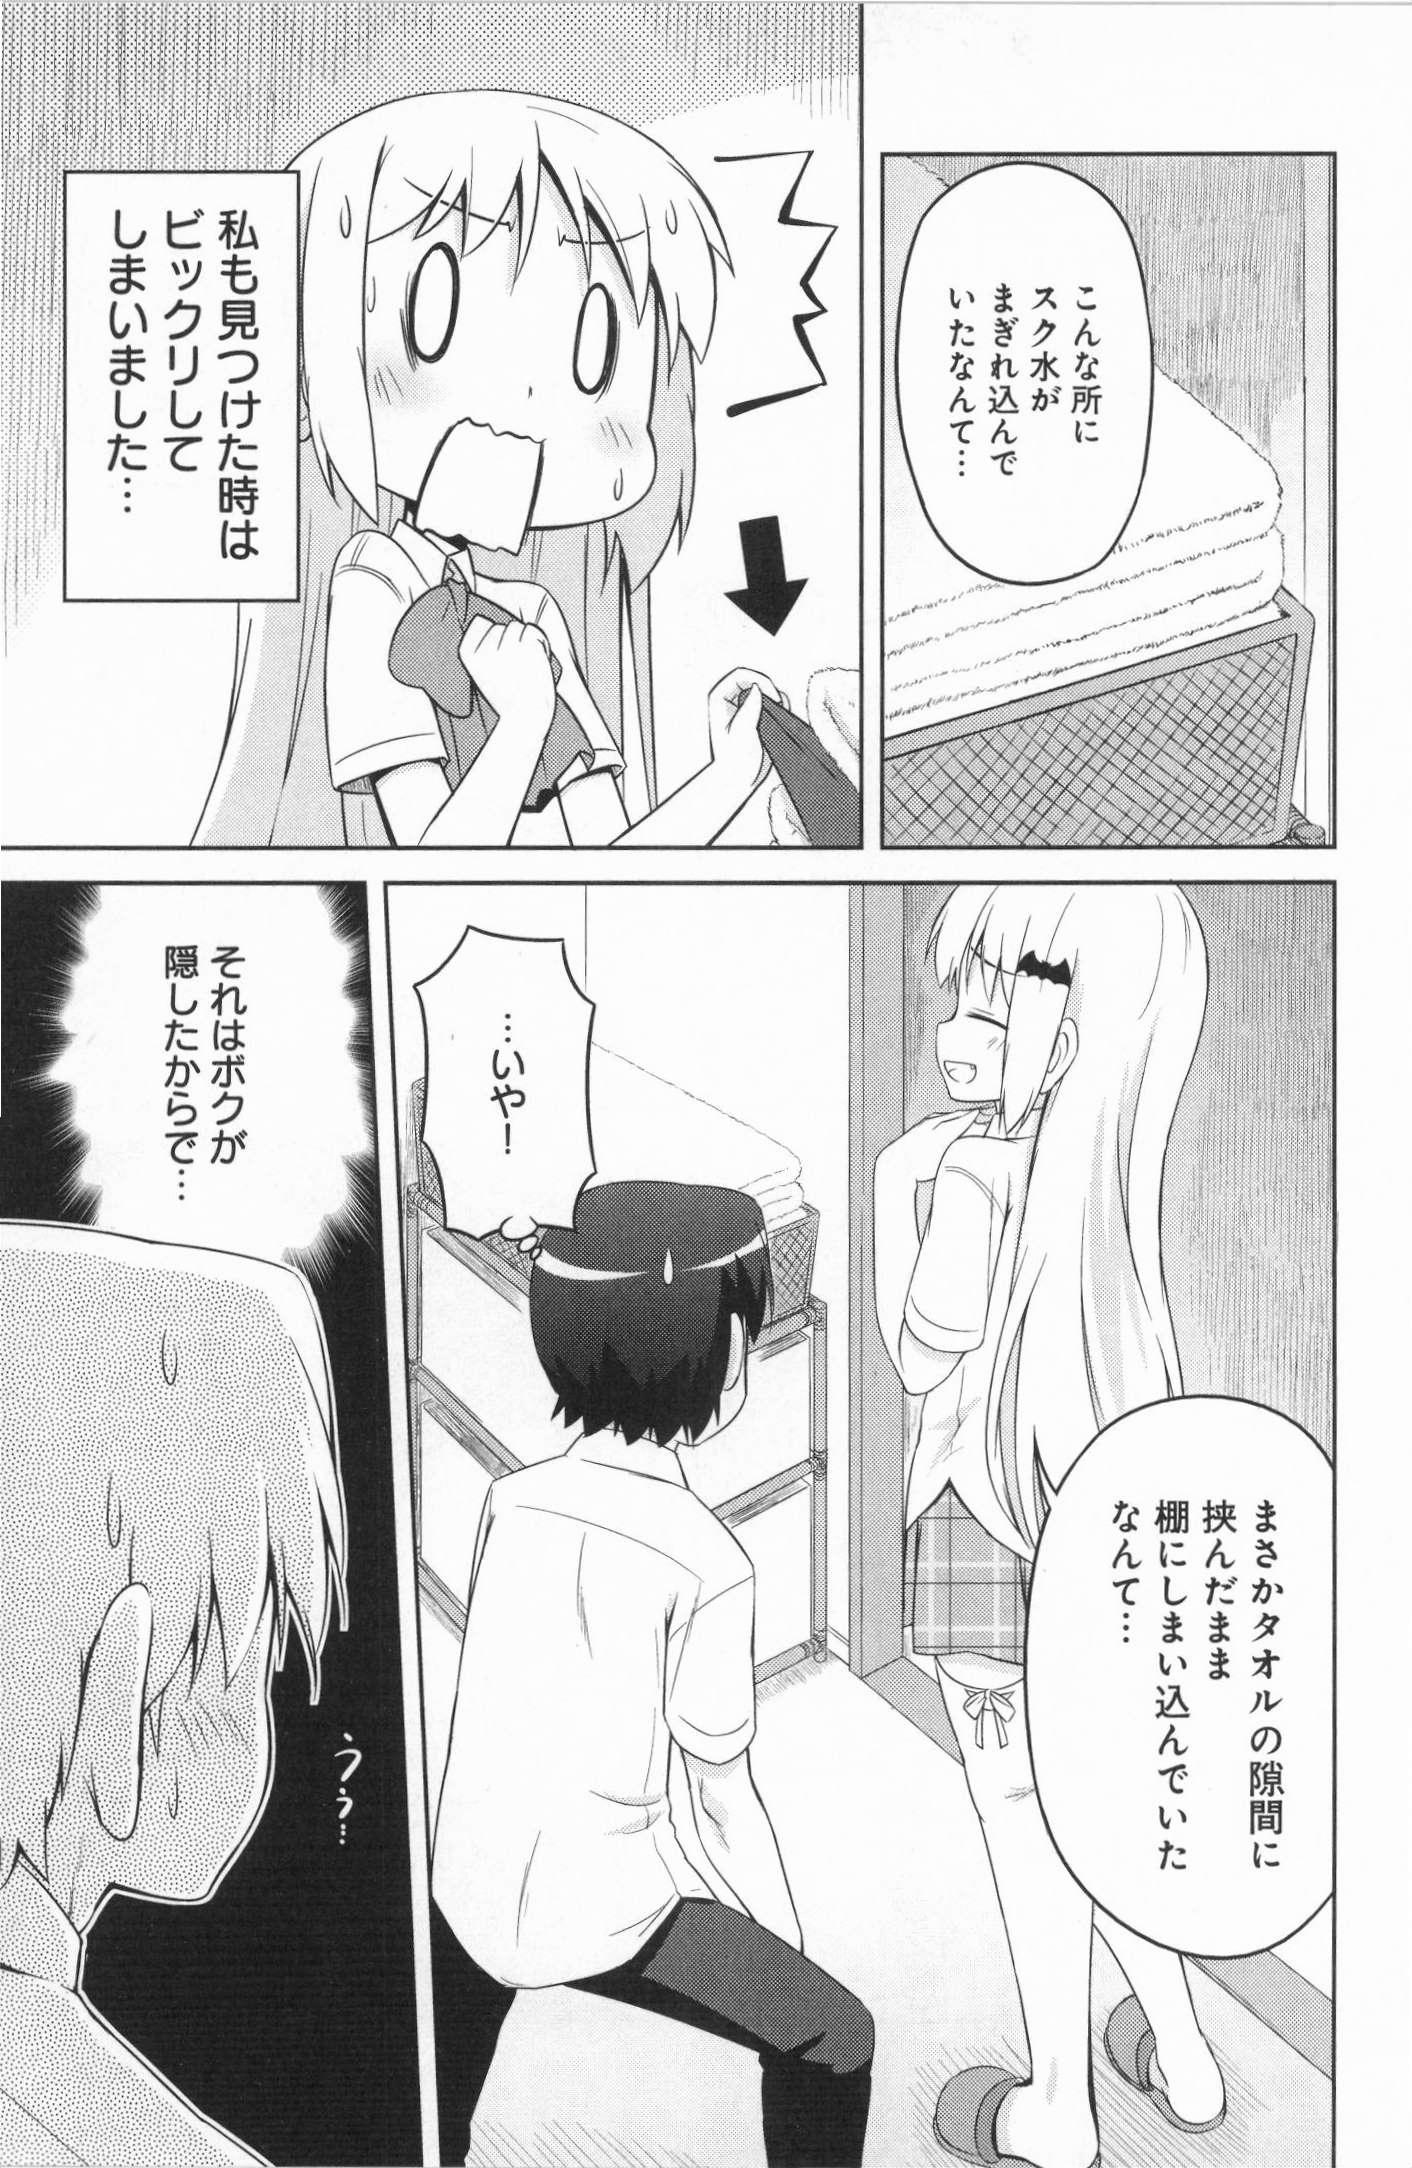 こんな所に
スク水が
まぎれ込んで
いたなんて…
私も見つけた時は
ビックリして
しまいました…
まさかタオルの隙間に
挟んだまま
棚にしまい込んでいた
なんて…
…いや！
それはボクが
隠したからで…
うぅ…